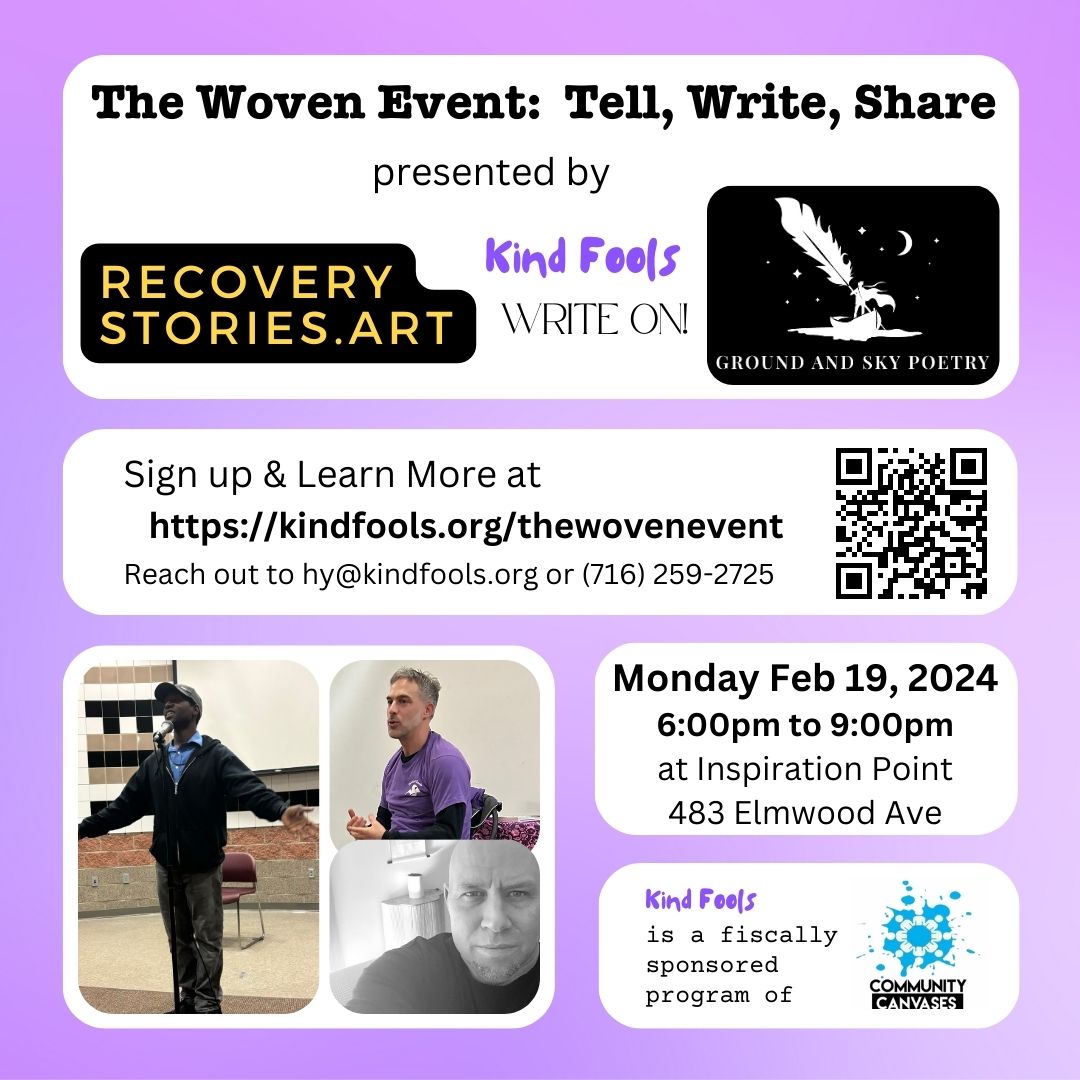 The Woven Event: Tell, Write, Share
presented by
RECOVERY
STORIES.ART
Kind Fools
WRITE ON!
GROUND AND SKY POETRY
Sign up & Learn More at
https://kindfools.org/thewovenevent
Reach out to hy@kindfools.org or (716) 259-2725
Monday Feb 19, 2024
6:00pm to 9:00pm
at Inspiration Point
483 Elmwood Ave
Kind Fools
is a fiscally
sponsored
program of
COMMUNITY
CANVASES